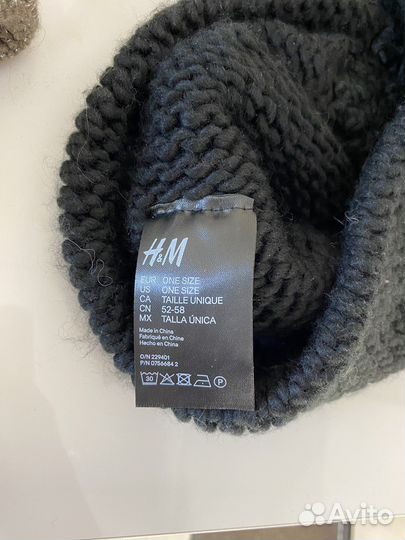 H&M
EUR ONE SIZE
US ONE SIZE
CA TAILLE UNIQUE
CN 52-58
MX TALLA ÚNICA
Made in China
Fabriqué en Chine
Hecho en China
O/N 229401
P/N 0756684 2
30 P
Avito